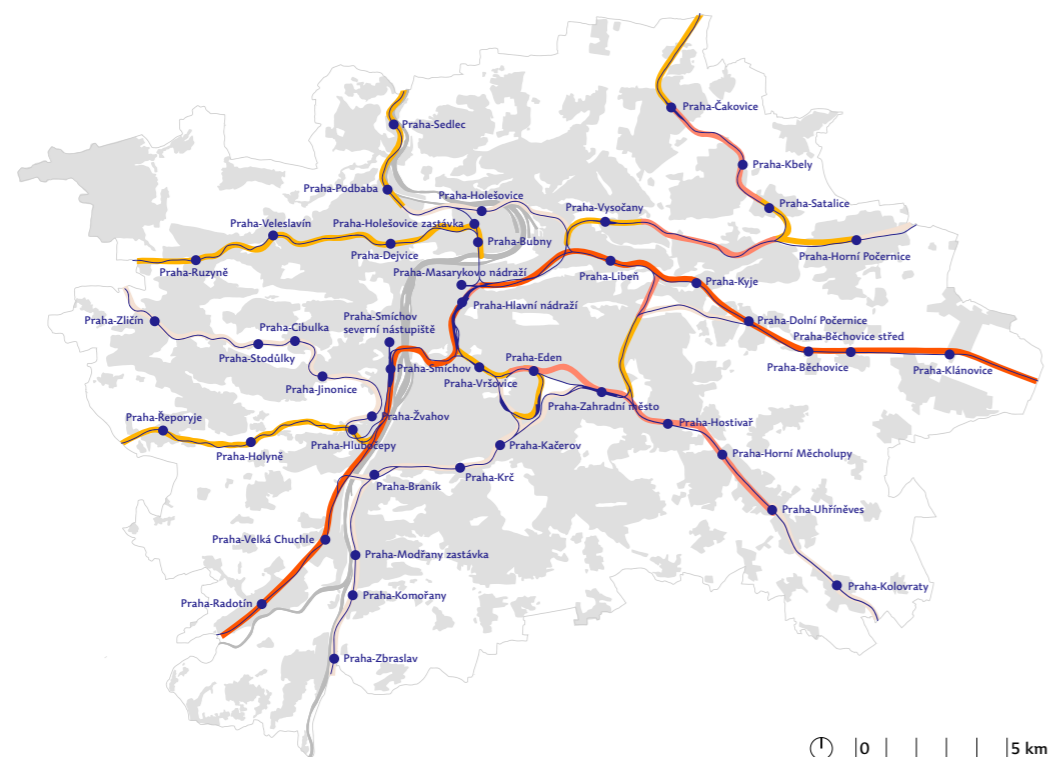 Praha-Čakovice
Praha-Sedlec
Praha-Kbely
Praha-Podbaba
Praha-Holešovice
Praha-Satalice
Praha-Vysočany
Praha-Veleslavín
Praha-Holešovice zastávka
Praha-Bubny
Praha-Dejvice
Praha-Horní Počernice
Praha-Ruzyně
Praha-Masarykovo nádraží
Praha-Libeň
Praha-Kyje
Praha-Hlavní nádraží
Praha-Smíchov
severní nástupiště
Praha-Zličín
Praha-Cibulka
Praha-Dolní Počernice
Praha-Běchovice střed
Praha-Stodůlky
Praha-Eden
Praha-Smíchov
Praha-Běchovice
Praha-Klánovice
Praha-Vršovice
Praha-Jinonice
Praha-Zahradní město
Praha-Řeporyje
Praha-Žvahov
Praha-Hostivař
Praha-Hlubočepy
Praha-Kačerov
Praha-Holyně
Praha-Horní Měcholupy
Praha-Krč
Praha-Braník
Praha-Uhříněves
Praha-Velká Chuchle
Praha-Modřany zastávka
Praha-Kolovraty
Praha-Komořany
Praha-Radotín
Praha-Zbraslav
0 5 km